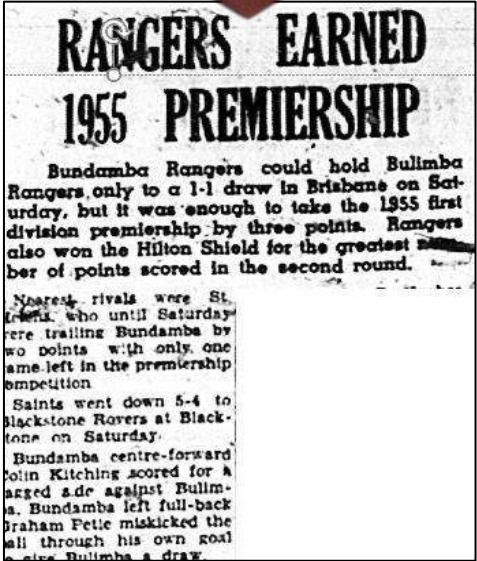 RANGERS EARNED
1955 PREMIERSHIP
Bundamba Rangers could hold Bulimba
Rangers only to a 1-1 draw in Brisbane on Sat-
urday, but it was enough to take the 1955 first
division premiership by three points. Rangers
also won the Hilton Shield for the greatest
ber of points scored in the second round.
Nearest rivals were St.
who until Saturday
ere trailing Bundamba by
wo points with only one
ame left in the premiership
ompetition
Saints went down 5-4 to
Blackstone Rovers at Black-
tone on Saturday.
Bundamba centre-forward
Colin Kitching scored for a
agged side against Bulim-
a. Bundamba left full-back
Graham Petie miskicked the
all through his own goal
give Bulimba a draw.